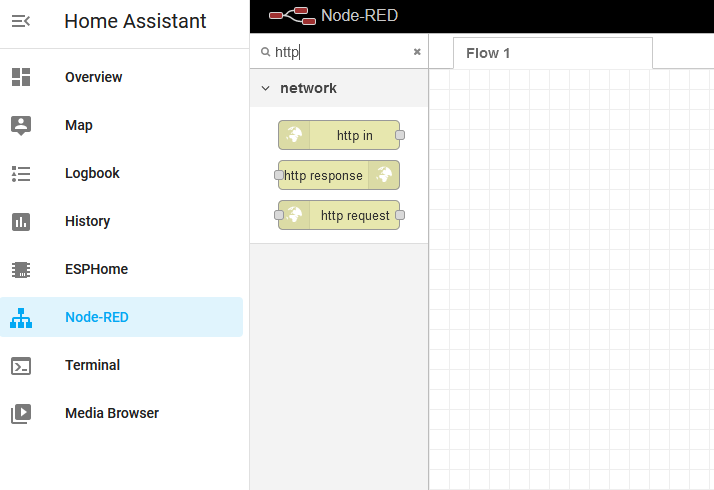 Home Assistant
Overview
Map
Logbook
History
ESPHome
Node-RED
Terminal
Media Browser
Node-RED
http
network
http in
http response
http request
Flow 1